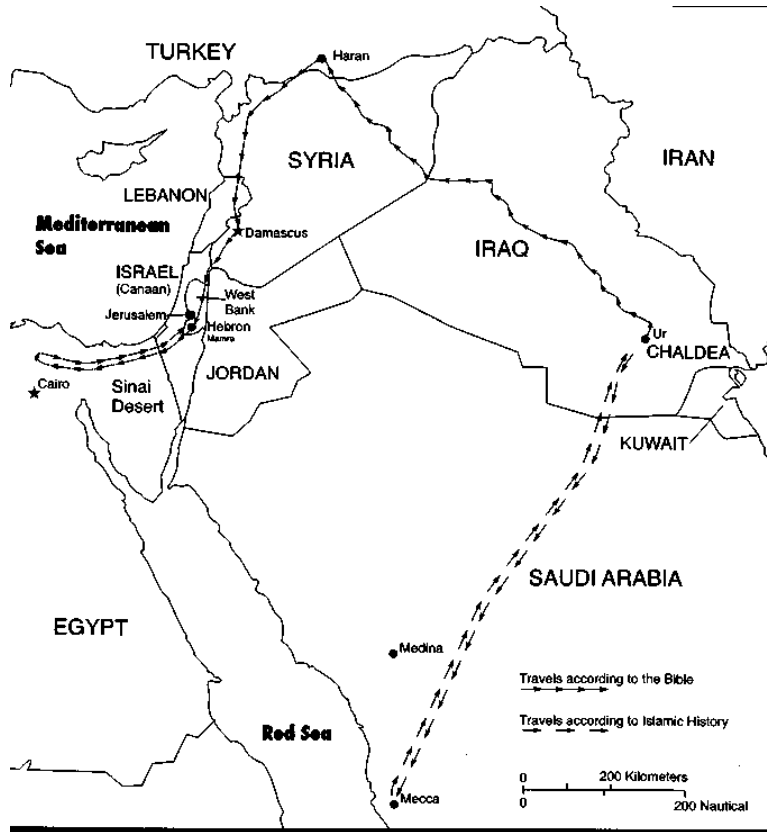 TURKEY
Haran
SYRIA
IRAN
LEBANON
Mediterranean
Sea
Damascus
IRAQ
ISRAEL
(Canaan)
West
Bank
Jerusalem
Hebron
Mamre
Ur
CHALDEA
JORDAN
Cairo
Sinai
Desert
KUWAIT
SAUDI ARABIA
EGYPT
Medina
Travels according to the Bible
Travels according to Islamic History
Red Sea
0 200 Kilometers
Mecca
0 200 Nautical